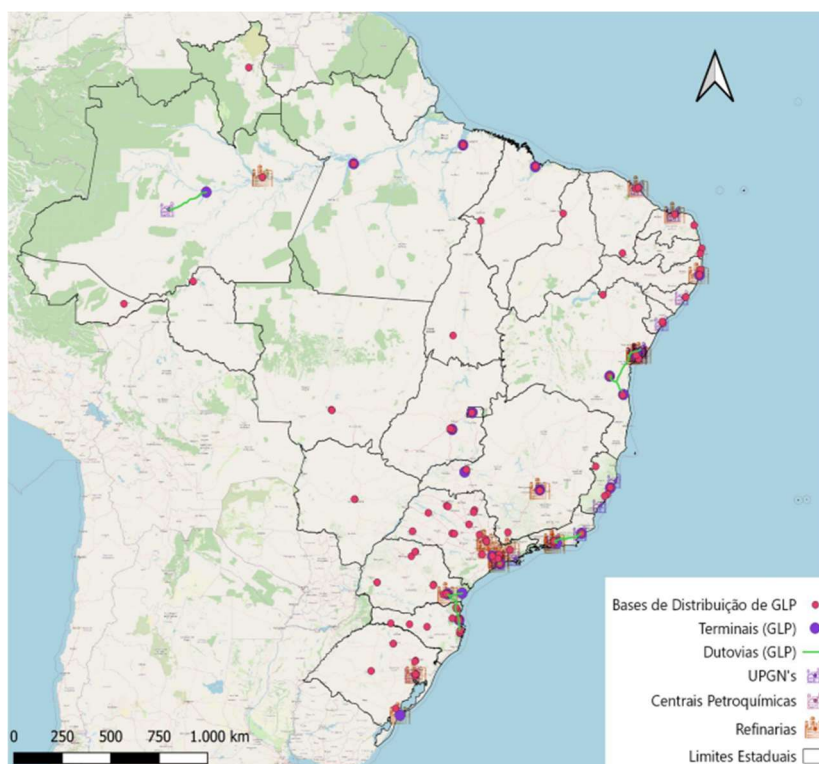 Bases de Distribuição de GLP
Terminais (GLP)
Dutovias (GLP)
UPGN's
Centrais Petroquímicas
Refinarias
Limites Estaduais
0 250 500 750 1.000 km